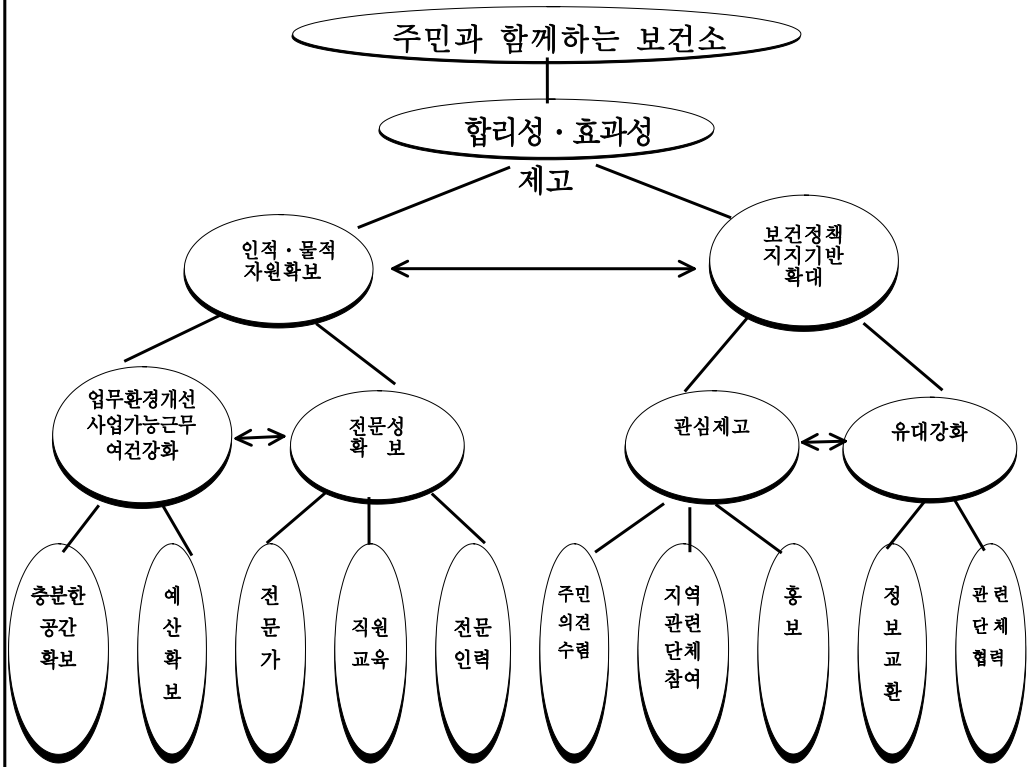 주민과 함께하는 보건소
합리성 · 효과성
제고
인적 · 물적
자원확보
보건정책
지지기반
확대
업무환경개선
사업가능근무
여건강화
전문성
확 보
관심제고
유대강화
충분한
공간
확보
예
산
확
보
전
문
가
직원
교육
전문
인력
주민
의견
수렴
지역
관련
단체
참여
홍
보
정
보
교
환
관련
단체
협력